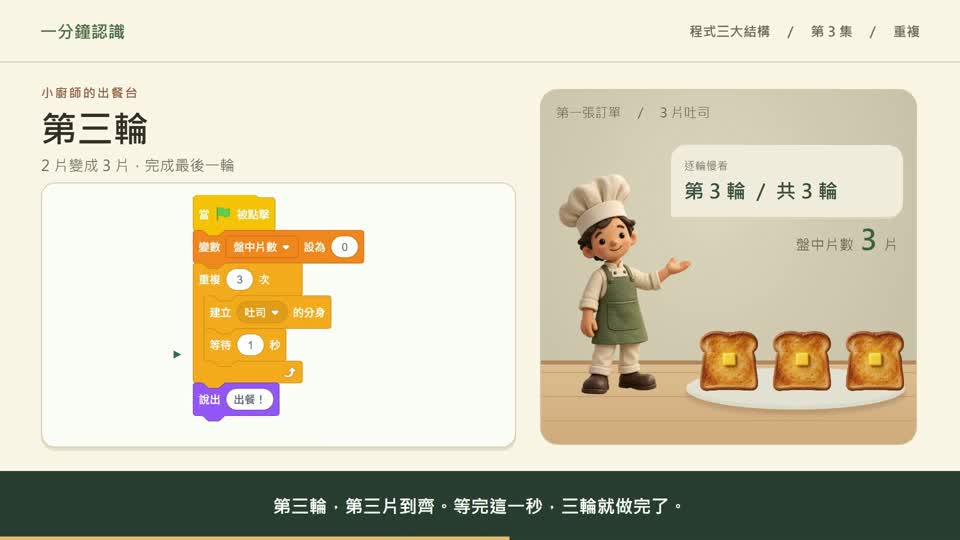 一分鐘認識
程式三大結構 / 第 3 集 / 重複
小廚師的出餐台
第三輪
2 片變成 3 片，完成最後一輪
當 被點擊
變數 盤中片數 設為 0
重複 3 次
建立 吐司 的分身
等待 1 秒
說出 出餐！
第一張訂單 / 3 片吐司
逐輪慢看
第 3 輪 / 共 3 輪
盤中片數 3 片
第三輪，第三片到齊。等完這一秒，三輪就做完了。